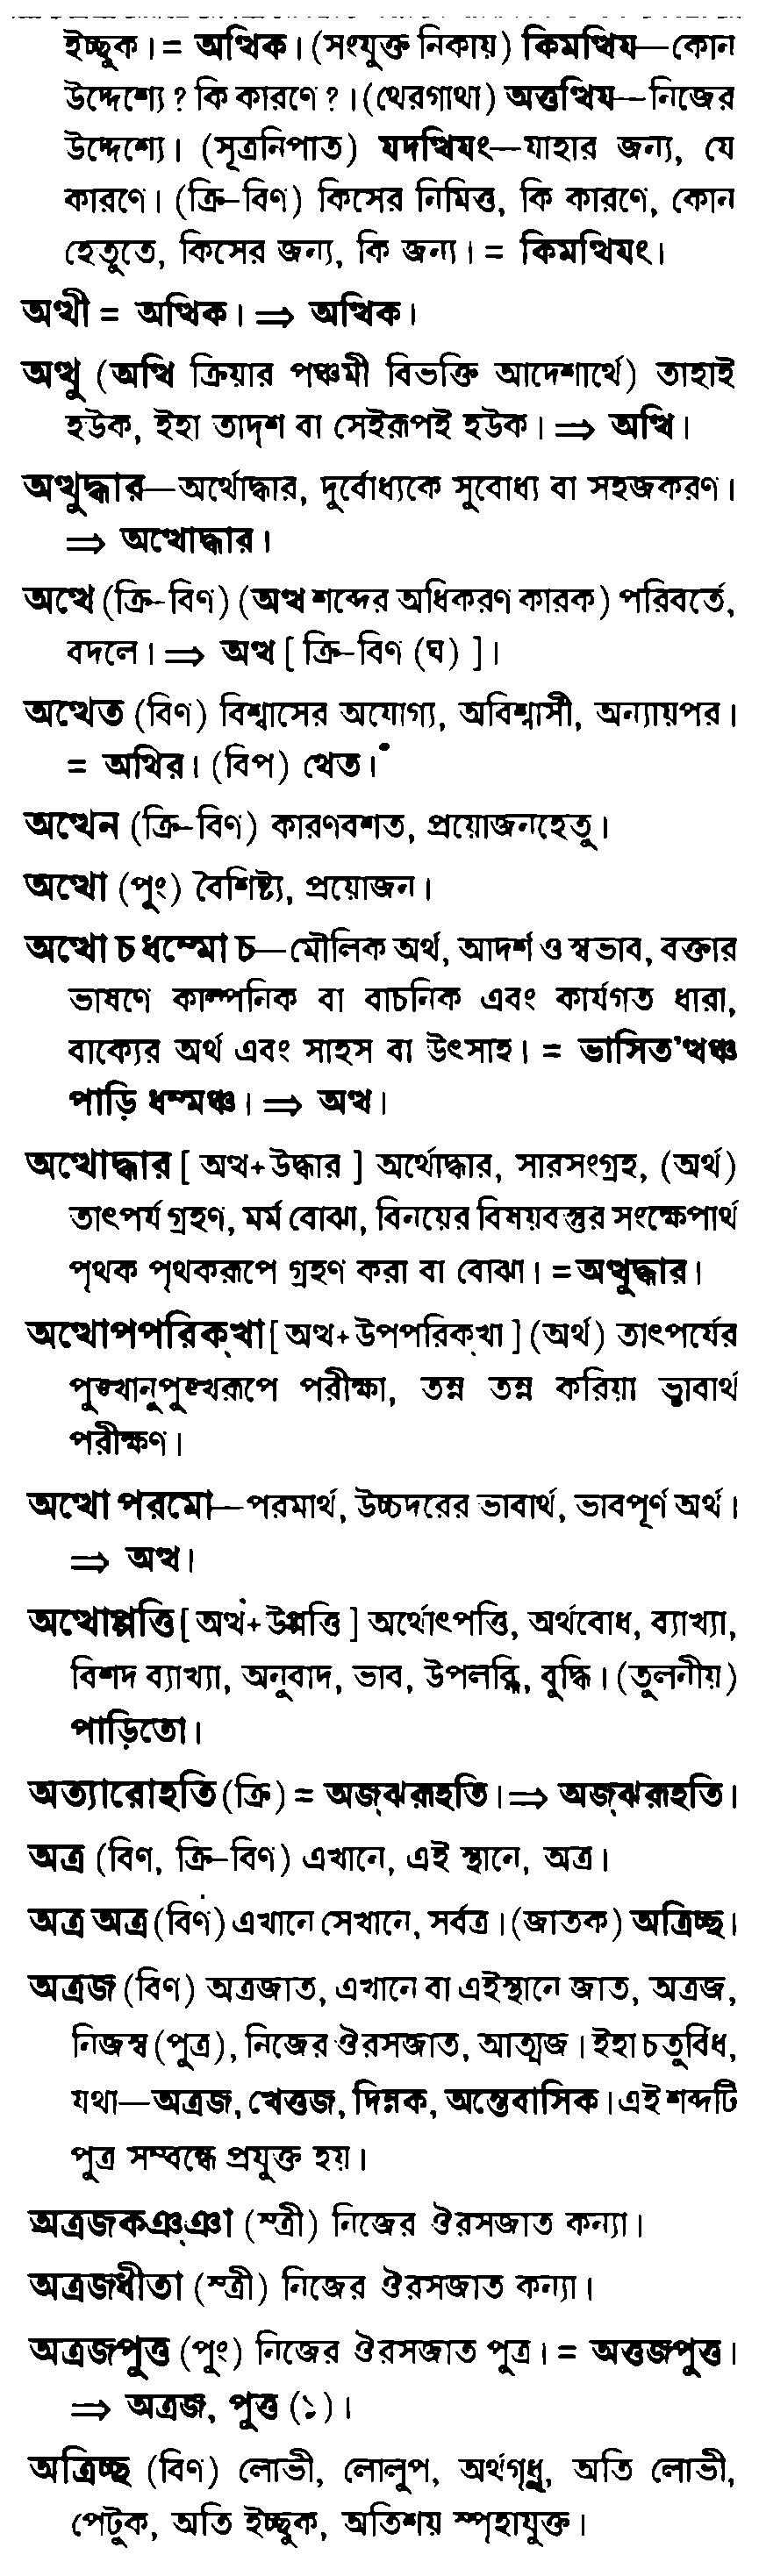 ইচ্ছুক। = অত্থিক। (সংযুক্ত নিকায়) কিমত্থিয—কোন
উদ্দেশ্যে ? কি কারণে ? । (থেরগাথা) অত্তত্থিয—নিজের
উদ্দেশ্যে। (সূত্রনিপাত) যদত্থিযং—যাহার জন্য, যে
কারণে। (ক্রি-বিণ) কিসের নিমিত্ত, কি কারণে, কোন
হেতুতে, কিসের জন্য, কি জন্য। = কিমত্থিযং।
অত্থী = অত্থিক। ⇒ অত্থিক।
অত্থু (অত্থি ক্রিয়ার পঞ্চমী বিভক্তি আদেশার্থে) তাহাই
হউক, ইহা তাদৃশ বা সেইরূপই হউক। ⇒ অত্থি।
অত্থুদ্ধার—অর্থোদ্ধার, দুর্বোধ্যকে সুবোধ্য বা সহজকরণ।
⇒ অত্থোদ্ধার।
অত্থে (ক্রি-বিণ) (অত্থ শব্দের অধিকরণ কারক) পরিবর্তে,
বদলে। ⇒ অত্থ [ ক্রি-বিণ (ঘ) ]।
অত্থেত (বিণ) বিশ্বাসের অযোগ্য, অবিশ্বাসী, অন্যায়পর।
= অথির। (বিপ) থেত।
অত্থেন (ক্রি-বিণ) কারণবশত, প্রয়োজনহেতু।
অত্থো (পুং) বৈশিষ্ট্য, প্রয়োজন।
অত্থো চ ধম্মো চ—মৌলিক অর্থ, আদর্শ ও স্বভাব, বক্তার
ভাষণে কাল্পনিক বা বাচনিক এবং কার্যগত ধারা,
বাক্যের অর্থ এবং সাহস বা উৎসাহ। = ভাসিত'ত্থঞ্চ
পাড়ি ধম্মঞ্চ। ⇒ অত্থ।
অত্থোদ্ধার [ অত্থ+উদ্ধার ] অর্থোদ্ধার, সারসংগ্রহ, (অর্থ)
তাৎপর্য গ্রহণ, মর্ম বোঝা, বিনয়ের বিষয়বস্তুর সংক্ষেপার্থ
পৃথক পৃথকরূপে গ্রহণ করা বা বোঝা। = অত্থুদ্ধার।
অত্থোপপরিক্‌খা [ অত্থ+উপপরিক্‌খা ] (অর্থ) তাৎপর্যের
পুঙ্খানুপুঙ্খরূপে পরীক্ষা, তন্ন তন্ন করিয়া ভাবার্থ
পরীক্ষণ।
অত্থো পরমো—পরমার্থ, উচ্চদরের ভাবার্থ, ভাবপূর্ণ অর্থ।
⇒ অত্থ।
অত্থোপ্পত্তি [ অত্থ+উপ্পত্তি ] অর্থোৎপত্তি, অর্থবোধ, ব্যাখ্যা,
বিশদ ব্যাখ্যা, অনুবাদ, ভাব, উপলব্ধি, বুদ্ধি। (তুলনীয়)
পাড়িতো।
অত্যারোহতি (ক্রি) = অজ্‌ঝরূহতি। ⇒ অজ্‌ঝরূহতি।
অত্র (বিণ, ক্রি-বিণ) এখানে, এই স্থানে, অত্র।
অত্র অত্র (বিণ) এখানে সেখানে, সর্বত্র। (জাতক) অত্রিচ্ছ।
অত্রজ (বিণ) অত্রজাত, এখানে বা এইস্থানে জাত, অত্রজ,
নিজস্ব (পুত্র), নিজের ঔরসজাত, আত্মজ। ইহা চতুর্বিধ,
যথা—অত্রজ, খেত্তজ, দিন্নক, অন্তেবাসিক। এই শব্দটি
পুত্র সম্বন্ধে প্রযুক্ত হয়।
অত্রজকঞ্‌ঞা (স্ত্রী) নিজের ঔরসজাত কন্যা।
অত্রজধীতা (স্ত্রী) নিজের ঔরসজাত কন্যা।
অত্রজপুত্ত (পুং) নিজের ঔরসজাত পুত্র। = অত্তজপুত্ত।
⇒ অত্রজ, পুত্ত (১)।
অত্রিচ্ছ (বিণ) লোভী, লোলুপ, অর্থগৃধ্নু, অতি লোভী,
পেটুক, অতি ইচ্ছুক, অতিশয় স্পৃহাযুক্ত।